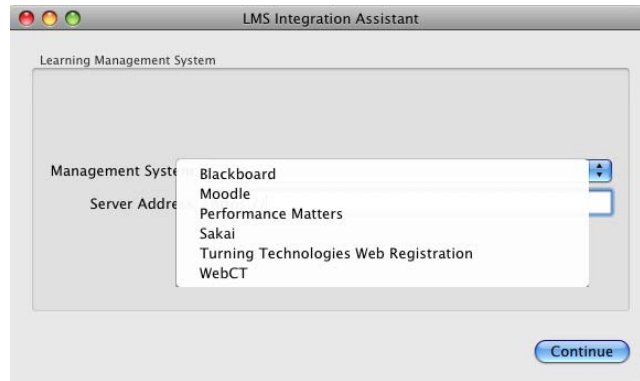 LMS Integration Assistant
Learning Management System
Management Syste
Blackboard
Moodle
Server Addre
Performance Matters
Sakai
Turning Technologies Web Registration
WebCT
Continue